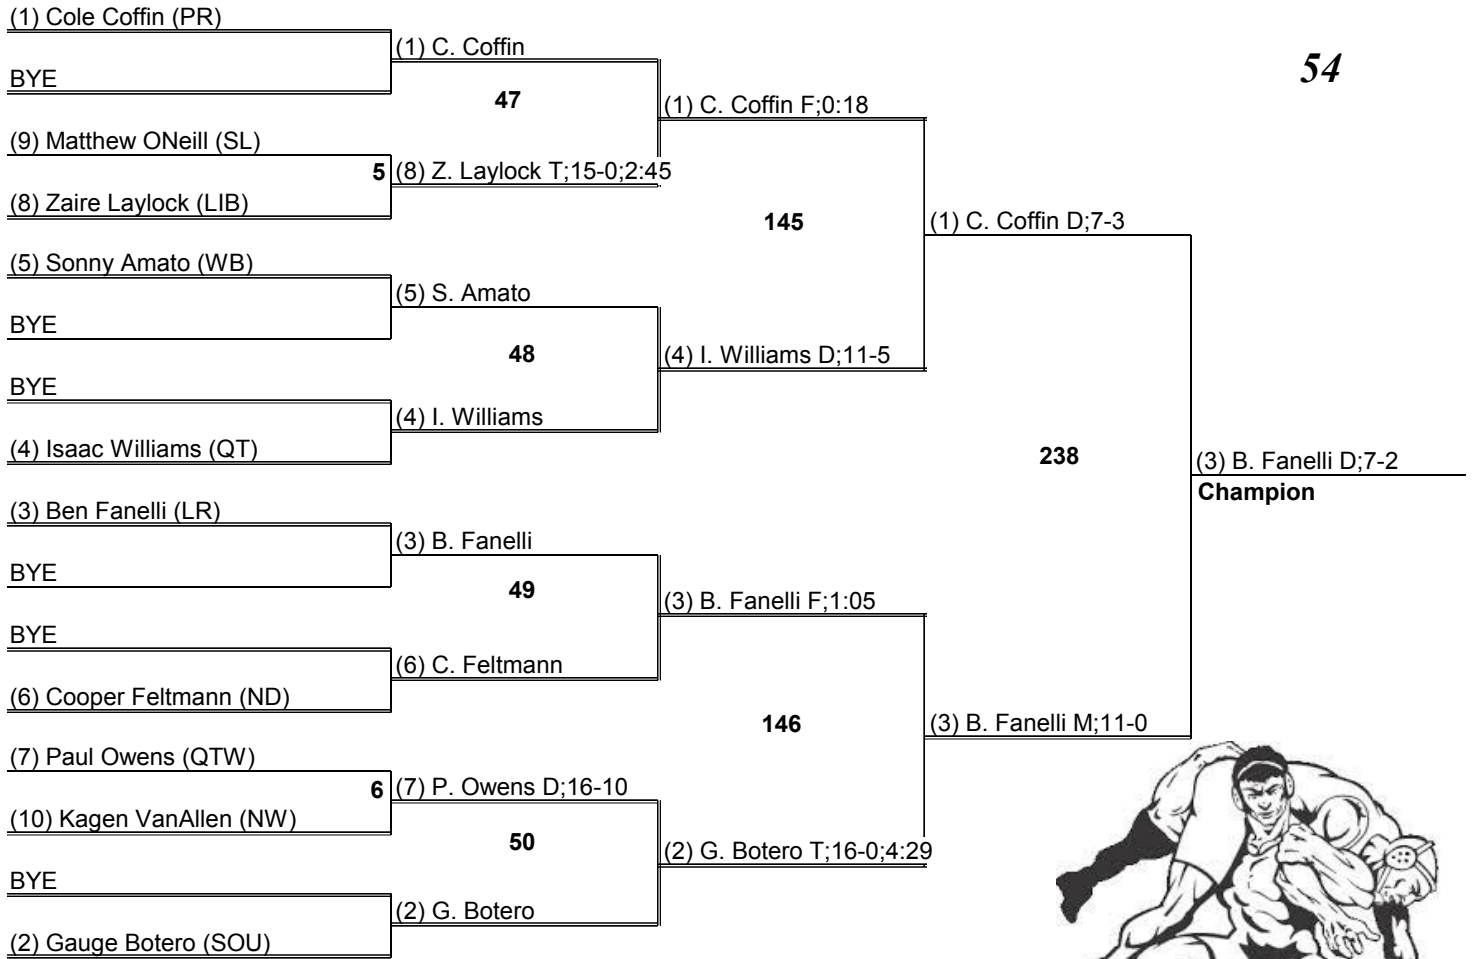 (1) Cole Coffin (PR)
(1) C. Coffin
54
BYE
47
(1) C. Coffin F;0:18
(9) Matthew ONeill (SL)
5
(8) Z. Laylock T;15-0;2:45
(8) Zaire Laylock (LIB)
145
(1) C. Coffin D;7-3
(5) Sonny Amato (WB)
(5) S. Amato
BYE
48
(4) I. Williams D;11-5
BYE
(4) I. Williams
(4) Isaac Williams (QT)
238
(3) B. Fanelli D;7-2
Champion
(3) Ben Fanelli (LR)
(3) B. Fanelli
BYE
49
(3) B. Fanelli F;1:05
BYE
(6) C. Feltmann
(6) Cooper Feltmann (ND)
146
(3) B. Fanelli M;11-0
(7) Paul Owens (QTW)
6
(7) P. Owens D;16-10
(10) Kagen VanAllen (NW)
50
(2) G. Botero T;16-0;4:29
BYE
(2) G. Botero
(2) Gauge Botero (SOU)